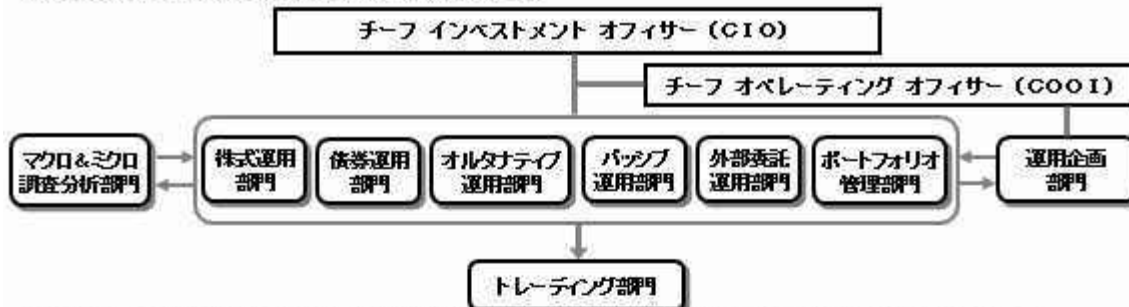 チーフ インベストメント オフィサー（CIO）
チーフ オペレーティング オフィサー（COOI）
マクロ&ミクロ
調査分析部門
株式運用
部門
債券運用
部門
オルタナティブ
運用部門
パッシブ
運用部門
外部委託
運用部門
ポートフォリオ
管理部門
運用企画
部門
トレーディング部門